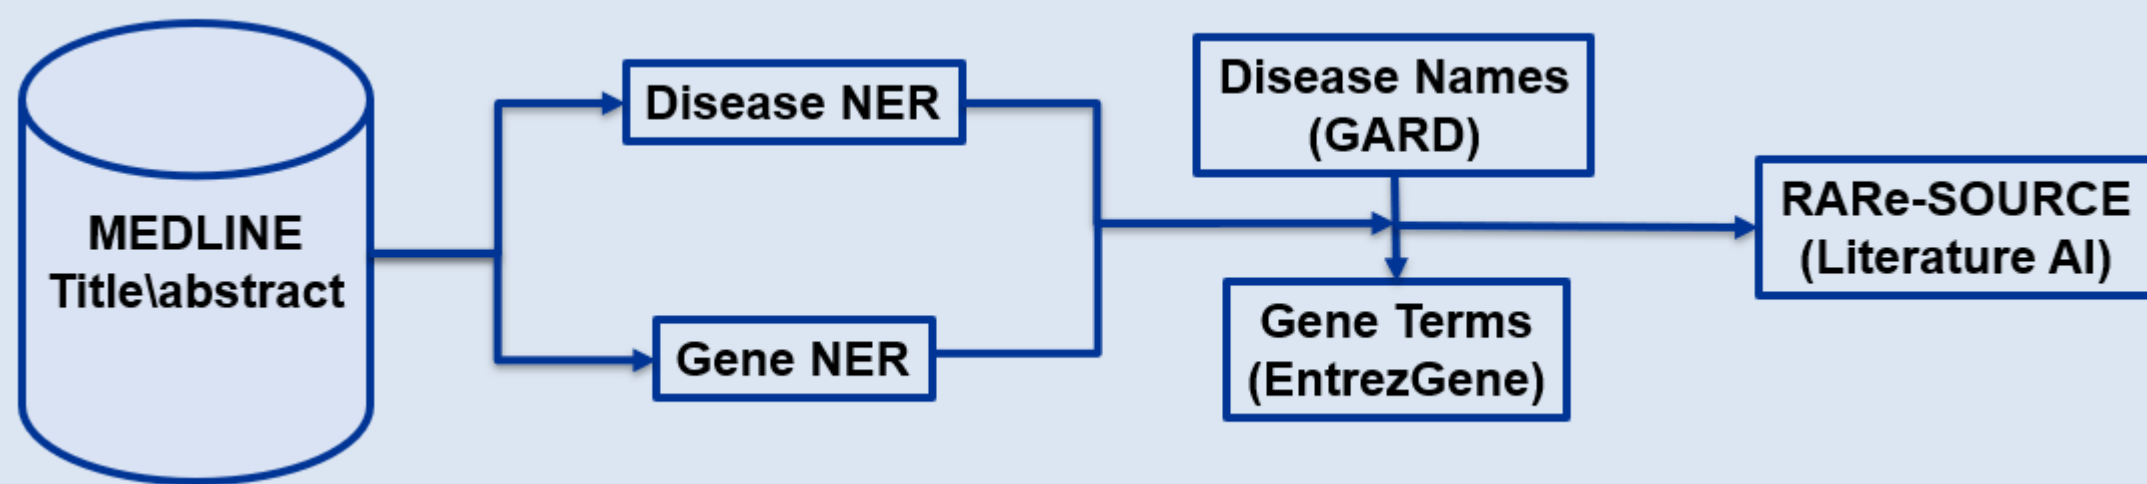 MEDLINE
Title\abstract
Disease NER
Gene NER
Disease Names
(GARD)
Gene Terms
(EntrezGene)
RARe-SOURCE
(Literature AI)